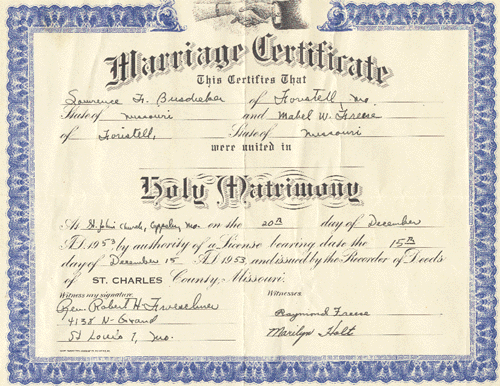 Marriage Certificate
This Certifies That
Lawrence H. Busdieker of Foristell, Mo.
State of Missouri and Mabel W. Freese
of Foristell, State of Missouri
were united in
Holy Matrimony
At St. John Church, Cappeln, Mo. on the 20th day of December
A.D. 1953 by authority of a License bearing date the 15th
day of December 15 A.D. 1953, and issued by the Recorder of Deeds
of ST. CHARLES County, Missouri.
Witness my signature. Witnesses
Rev. Robert H.
4138 N. Grand
St Louis 7, Mo.
Raymond Freese
Marilyn Holt